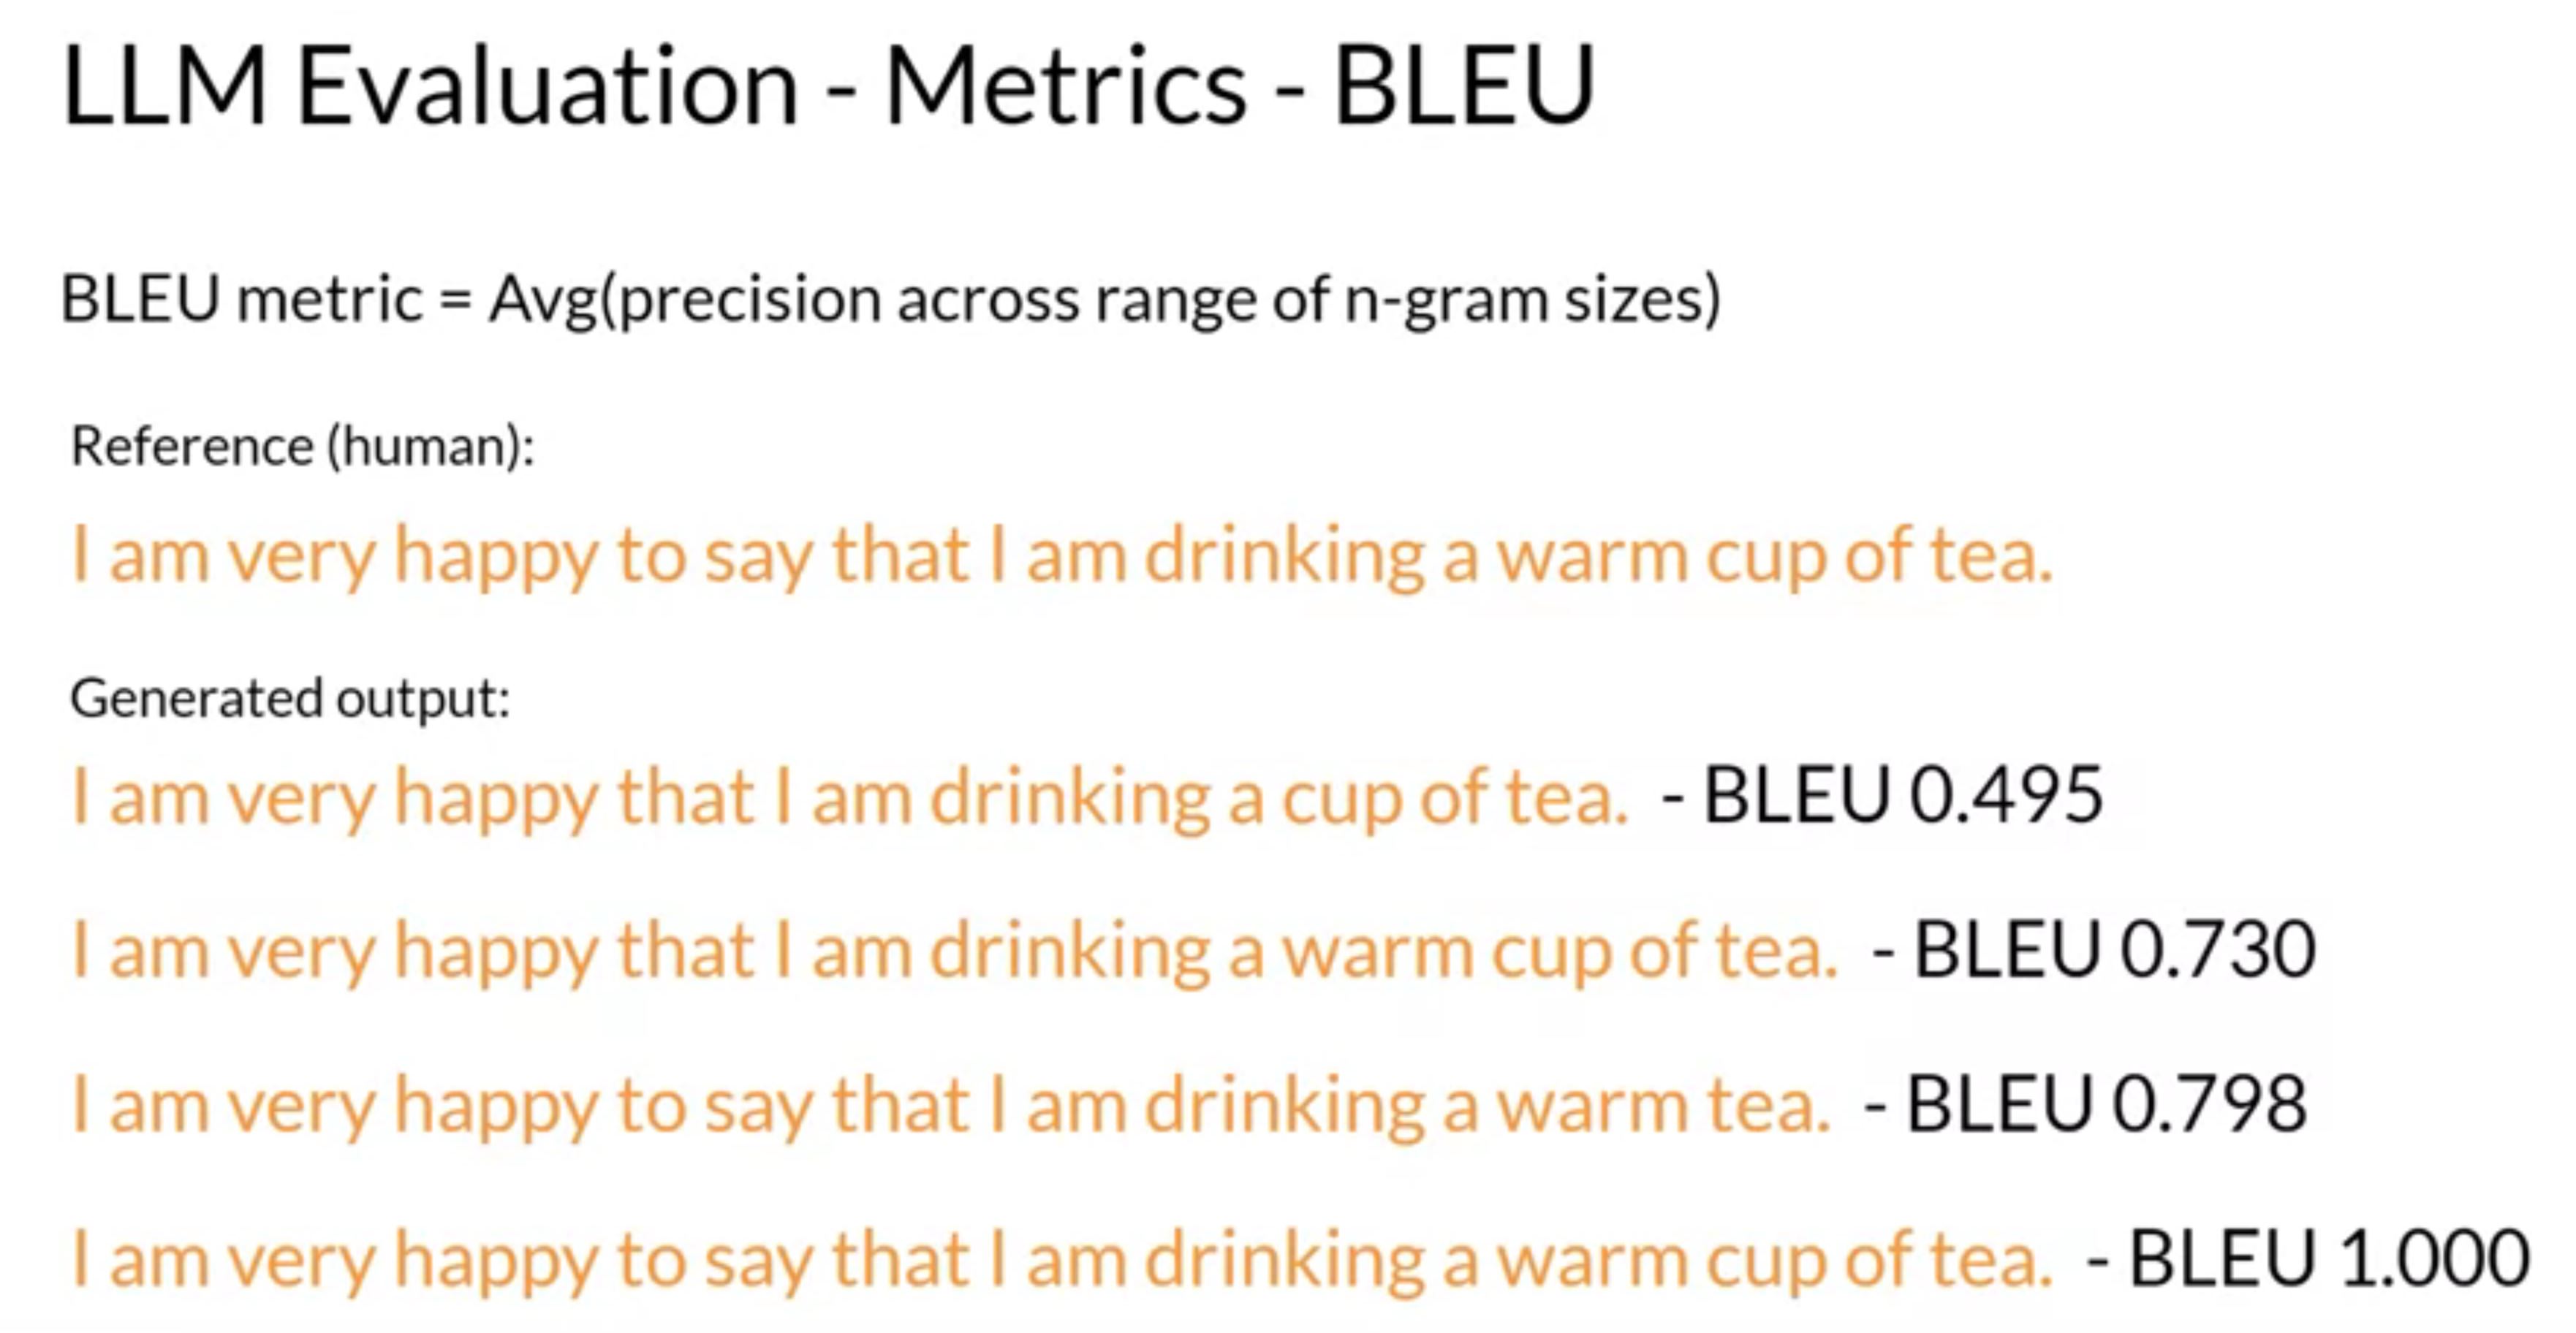 LLM Evaluation - Metrics - BLEU
BLEU metric = Avg(precision across range of n-gram sizes)
Reference (human):
I am very happy to say that I am drinking a warm cup of tea.
Generated output:
I am very happy that I am drinking a cup of tea. - BLEU 0.495
I am very happy that I am drinking a warm cup of tea. - BLEU 0.730
I am very happy to say that I am drinking a warm tea. - BLEU 0.798
I am very happy to say that I am drinking a warm cup of tea. - BLEU 1.000